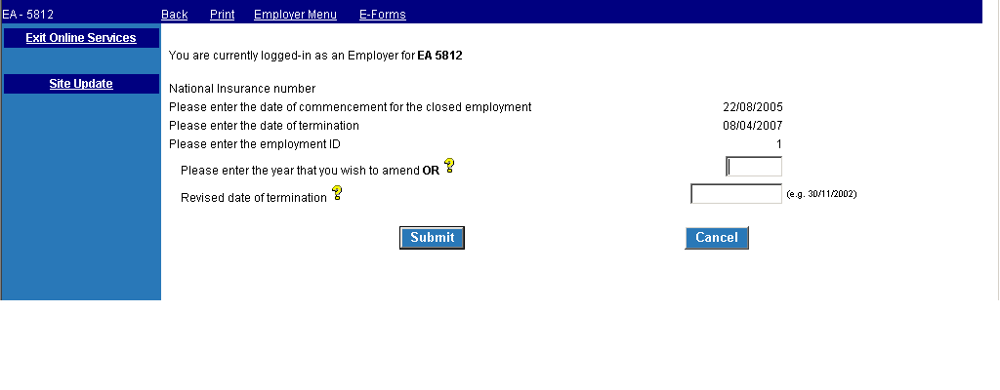 EA - 5812 Back Print Employer Menu E-Forms
Exit Online Services
Site Update
You are currently logged-in as an Employer for EA 5812
National Insurance number
Please enter the date of commencement for the closed employment 22/08/2005
Please enter the date of termination 08/04/2007
Please enter the employment ID 1
Please enter the year that you wish to amend OR ?
Revised date of termination ? (e.g. 30/11/2002)
Submit Cancel